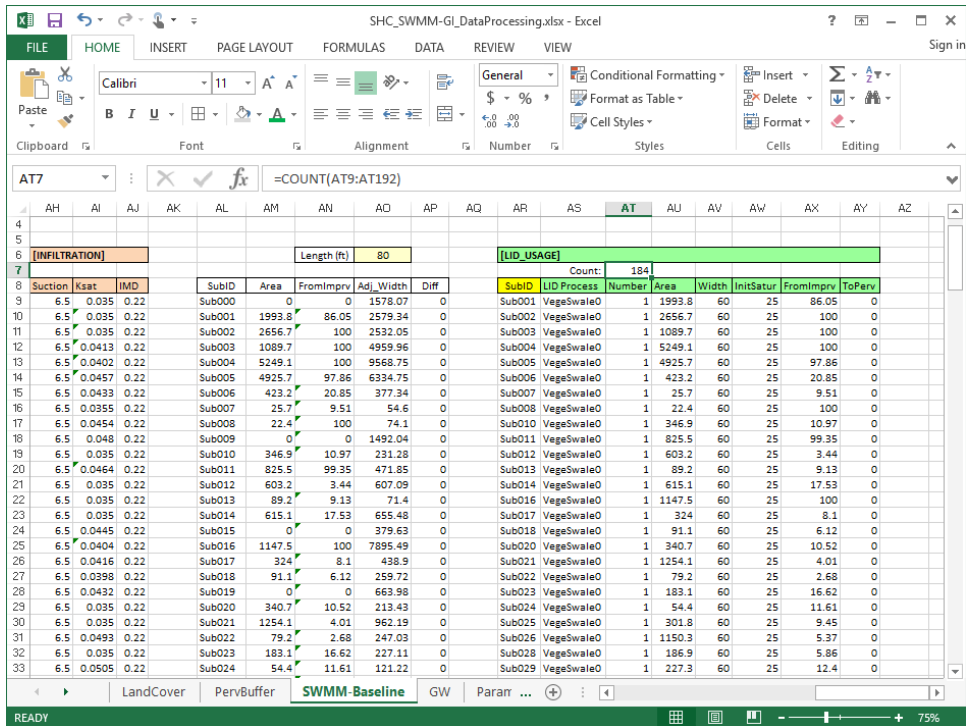 SHC_SWMM-GI_DataProcessing.xlsx - Excel
FILE HOME INSERT PAGE LAYOUT FORMULAS DATA REVIEW VIEW Sign in
Calibri 11 General Conditional Formatting Insert
Paste B I U $ % , Format as Table Delete
Cell Styles Format
Clipboard Font Alignment Number Styles Cells Editing
AT7 fx =COUNT(AT9:AT192)
AH AI AJ AK AL AM AN AO AP AQ AR AS AT AU AV AW AX AY AZ
4
5
6 [INFILTRATION] Length (ft) 80 [LID_USAGE]
7 Count: 184
8 Suction Ksat IMD SubID Area FromImprv Adj_Width Diff SubID LID Process Number Area Width InitSatur FromImprv ToPerv
9 6.5 0.035 0.22 Sub000 0 0 1578.07 0 Sub001 VegeSwale0 1 1993.8 60 25 86.05 0
10 6.5 0.035 0.22 Sub001 1993.8 86.05 2579.34 0 Sub002 VegeSwale0 1 2656.7 60 25 100 0
11 6.5 0.035 0.22 Sub002 2656.7 100 2532.05 0 Sub003 VegeSwale0 1 1089.7 60 25 100 0
12 6.5 0.0413 0.22 Sub003 1089.7 100 4959.96 0 Sub004 VegeSwale0 1 5249.1 60 25 100 0
13 6.5 0.0402 0.22 Sub004 5249.1 100 9568.75 0 Sub005 VegeSwale0 1 4925.7 60 25 97.86 0
14 6.5 0.0457 0.22 Sub005 4925.7 97.86 6334.75 0 Sub006 VegeSwale0 1 423.2 60 25 20.85 0
15 6.5 0.0433 0.22 Sub006 423.2 20.85 377.34 0 Sub007 VegeSwale0 1 25.7 60 25 9.51 0
16 6.5 0.0355 0.22 Sub007 25.7 9.51 54.6 0 Sub008 VegeSwale0 1 22.4 60 25 100 0
17 6.5 0.0454 0.22 Sub008 22.4 100 74.1 0 Sub010 VegeSwale0 1 346.9 60 25 10.97 0
18 6.5 0.048 0.22 Sub009 0 0 1492.04 0 Sub011 VegeSwale0 1 825.5 60 25 99.35 0
19 6.5 0.035 0.22 Sub010 346.9 10.97 231.28 0 Sub012 VegeSwale0 1 603.2 60 25 3.44 0
20 6.5 0.0464 0.22 Sub011 825.5 99.35 471.85 0 Sub013 VegeSwale0 1 89.2 60 25 9.13 0
21 6.5 0.035 0.22 Sub012 603.2 3.44 607.09 0 Sub014 VegeSwale0 1 615.1 60 25 17.53 0
22 6.5 0.035 0.22 Sub013 89.2 9.13 71.4 0 Sub016 VegeSwale0 1 1147.5 60 25 100 0
23 6.5 0.035 0.22 Sub014 615.1 17.53 655.48 0 Sub017 VegeSwale0 1 324 60 25 8.1 0
24 6.5 0.0445 0.22 Sub015 0 0 379.63 0 Sub018 VegeSwale0 1 91.1 60 25 6.12 0
25 6.5 0.0404 0.22 Sub016 1147.5 100 7895.49 0 Sub020 VegeSwale0 1 340.7 60 25 10.52 0
26 6.5 0.0416 0.22 Sub017 324 8.1 438.9 0 Sub021 VegeSwale0 1 1254.1 60 25 4.01 0
27 6.5 0.0398 0.22 Sub018 91.1 6.12 259.72 0 Sub022 VegeSwale0 1 79.2 60 25 2.68 0
28 6.5 0.0432 0.22 Sub019 0 0 663.98 0 Sub023 VegeSwale0 1 183.1 60 25 16.62 0
29 6.5 0.035 0.22 Sub020 340.7 10.52 213.43 0 Sub024 VegeSwale0 1 54.4 60 25 11.61 0
30 6.5 0.035 0.22 Sub021 1254.1 4.01 962.19 0 Sub025 VegeSwale0 1 301.8 60 25 9.45 0
31 6.5 0.0493 0.22 Sub022 79.2 2.68 247.03 0 Sub026 VegeSwale0 1 1150.3 60 25 5.37 0
32 6.5 0.035 0.22 Sub023 183.1 16.62 227.11 0 Sub028 VegeSwale0 1 186.9 60 25 5.86 0
33 6.5 0.0505 0.22 Sub024 54.4 11.61 121.22 0 Sub029 VegeSwale0 1 227.3 60 25 12.4 0
LandCover PervBuffer SWMM-Baseline GW Param ...
READY 75%